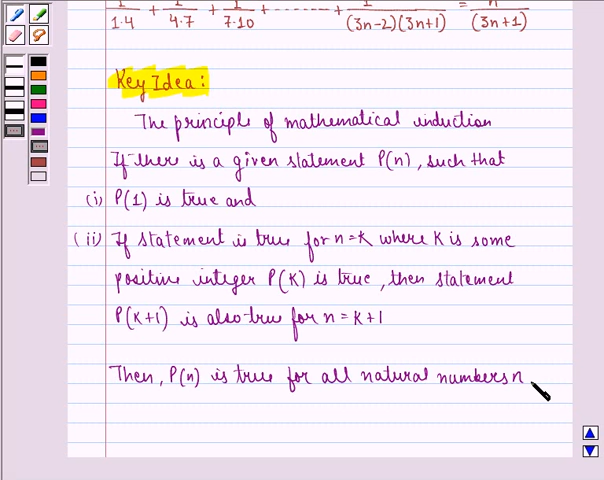 1/1·4 + 1/4·7 + 1/7·10 + ------- + 1/(3n-2)(3n+1) = n/(3n+1)
Key Idea:
The principle of mathematical induction
If there is a given statement P(n), such that
(i) P(1) is true and
(ii) If statement is true for n=K where K is some
positive integer P(K) is true, then statement
P(K+1) is also true for n = K+1
Then, P(n) is true for all natural numbers n